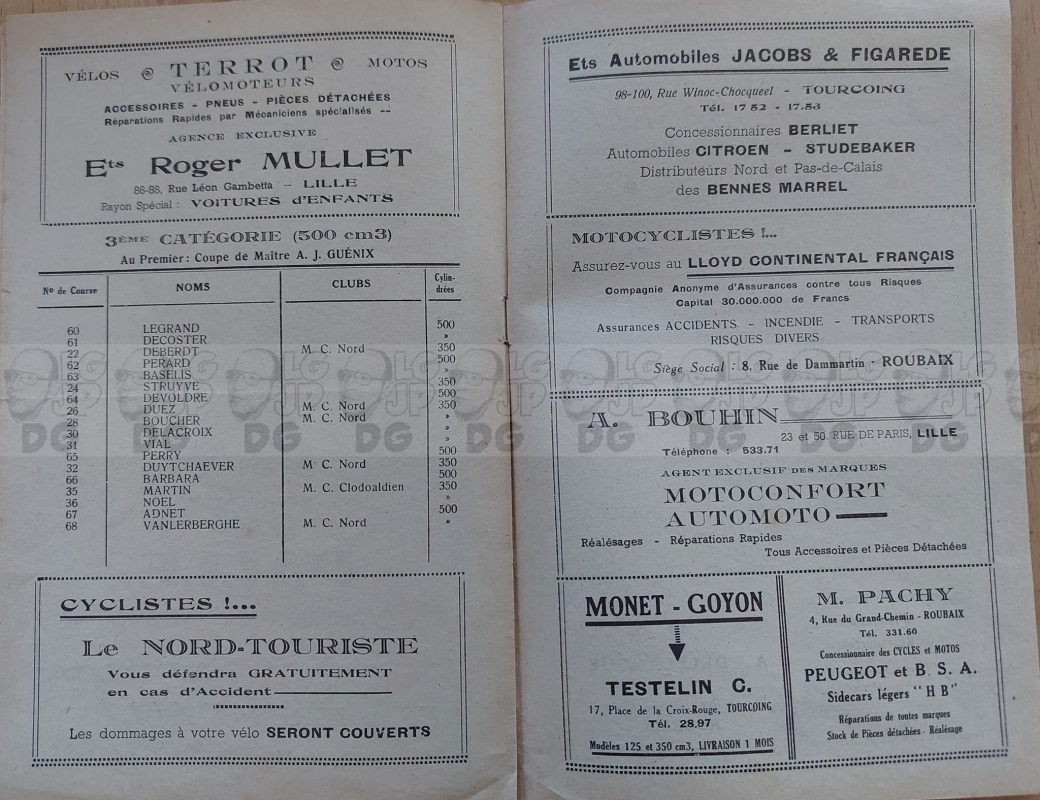 VÉLOS @ TERROT @ MOTOS
VÉLOMOTEURS
ACCESSOIRES - PNEUS - PIÈCES DÉTACHÉES
Réparations Rapides par Mécaniciens spécialisés --
AGENCE EXCLUSIVE
Ets Roger MULLET
86-88, Rue Léon Gambetta - LILLE
Rayon Spécial : VOITURES d'ENFANTS
3ÈME CATÉGORIE (500 cm3)
Au Premier : Coupe de Maître A. J. GUÉNIX
No de Course NOMS CLUBS Cylindrées
60 LEGRAND 500
61 DECOSTER »
22 DEBERDT M. C. Nord 350
62 PERARD 500
63 BASELIS »
24 STRUYVE 350
64 DEVOLDRE 500
26 DUEZ M. C. Nord 350
28 BOUCHER M. C. Nord »
30 DELACROIX »
31 VIAL »
65 PERRY 500
32 DUYTCHAEVER M. C. Nord 350
66 BARBARA 500
35 MARTIN M. C. Clodoaldien 350
36 NOEL »
67 ADNET 500
68 VANLERBERGHE M. C. Nord »
CYCLISTES !...
Le NORD-TOURISTE
Vous défendra GRATUITEMENT
en cas d'Accident
Les dommages à votre vélo SERONT COUVERTS
Ets Automobiles JACOBS & FIGAREDE
98-100, Rue Winoc-Chocqueel - TOURCOING
Tél. 17 52 - 17.53
Concessionnaires BERLIET
Automobiles CITROEN - STUDEBAKER
Distributeurs Nord et Pas-de-Calais
des BENNES MARREL
MOTOCYCLISTES !...
Assurez-vous au LLOYD CONTINENTAL FRANÇAIS
Compagnie Anonyme d'Assurances contre tous Risques
Capital 30.000.000 de Francs
Assurances ACCIDENTS - INCENDIE - TRANSPORTS
RISQUES DIVERS
Siège Social : 8, Rue de Dammartin - ROUBAIX
A. BOUHIN
23 et 50, RUE DE PARIS, LILLE
Téléphone : 533.71
AGENT EXCLUSIF DES MARQUES
MOTOCONFORT
AUTOMOTO
Réalésages - Réparations Rapides
Tous Accessoires et Pièces Détachées
MONET - GOYON
TESTELIN C.
17, Place de la Croix-Rouge, TOURCOING
Tél. 28,97
Modèles 125 et 350 cm3, LIVRAISON 1 MOIS
M. PACHY
4, Rue du Grand-Chemin - ROUBAIX
Tél. 331.60
Concessionnaire des CYCLES et MOTOS
PEUGEOT et B. S. A.
Sidecars légers "H B"
Réparations de toutes marques
Stock de Pièces détachées - Réalésage
LG JP DG